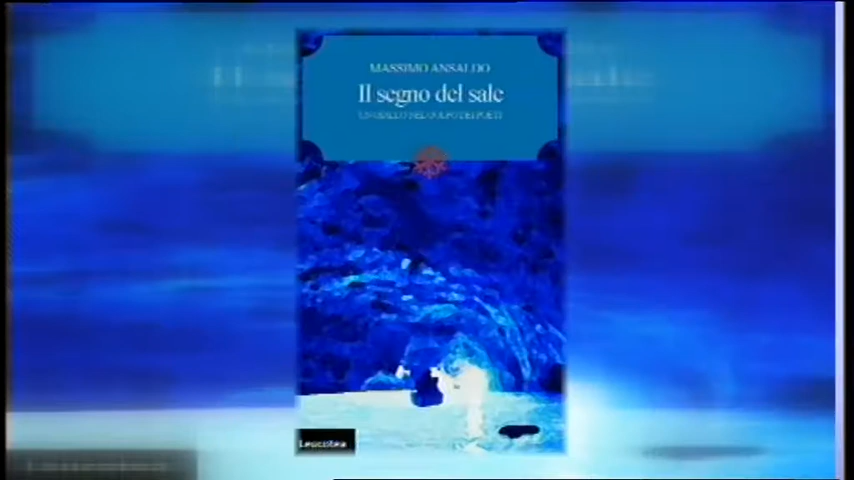 MASSIMO ANSALDO
Il segno del sale
UN GIALLO NEL GOLFO DEI POETI
Leucotea